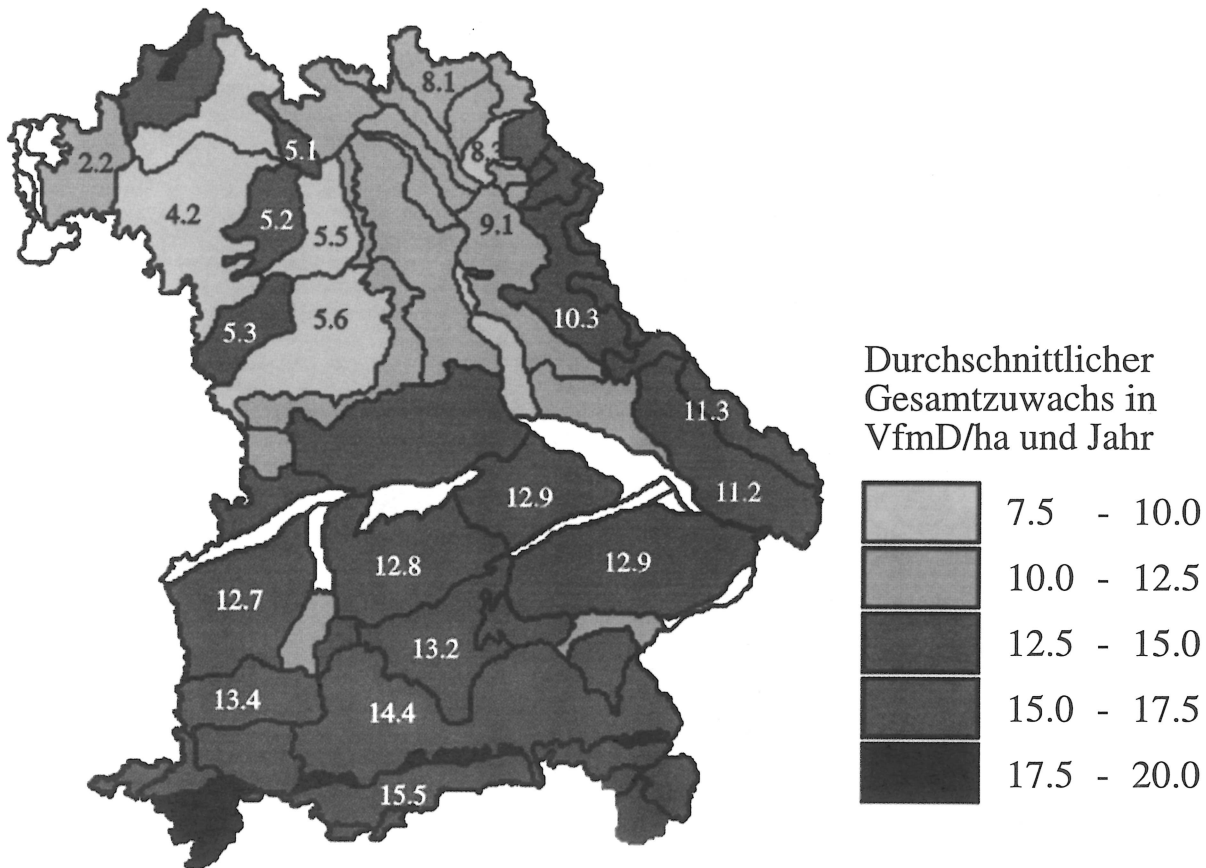 8.1
5.1
8.3
2.2
4.2
5.2
5.5
9.1
5.3
5.6
10.3
11.3
12.9
11.2
12.8
12.9
12.7
13.2
13.4
14.4
15.5
Durchschnittlicher
Gesamtzuwachs in
VfmD/ha und Jahr
7.5 - 10.0
10.0 - 12.5
12.5 - 15.0
15.0 - 17.5
17.5 - 20.0